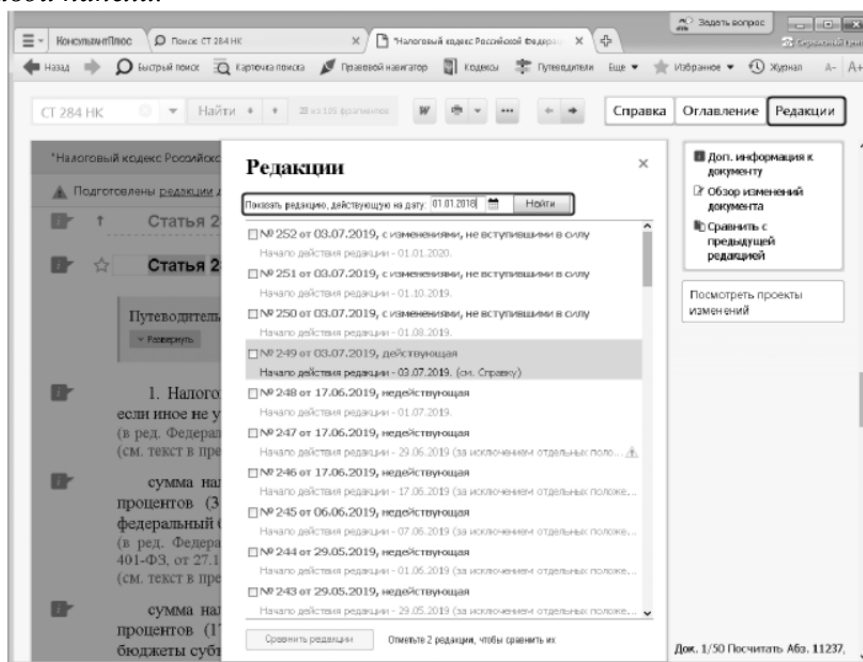 Задать вопрос
КонсультантПлюс
Поиск: СТ 284 НК
"Налоговый кодекс Российской Федерац
Назад
Быстрый поиск
Карточка поиска
Правовой навигатор
Кодексы
Путеводители
Еще
Избранное
Журнал
А-
А+
СТ 284 НК
Найти
28 из 105 фрагментов
Справка
Оглавление
Редакции
"Налоговый кодекс Российск
Подготовлены редакции д
Статья 2
Статья 2
Путеводитель
Развернуть
1. Налого
если иное не у
(в ред. Федерал
(см. текст в пре
сумма нал
процентов (3
федеральный
(в ред. Федера
401-ФЗ, от 27.1
(см. текст в пре
сумма нал
процентов (17
бюджеты субъ
Редакции
Показать редакцию, действующую на дату: 01.01.2018 Найти
№ 252 от 03.07.2019, с изменениями, не вступившими в силу
Начало действия редакции - 01.01.2020.
№ 251 от 03.07.2019, с изменениями, не вступившими в силу
Начало действия редакции - 01.10.2019.
№ 250 от 03.07.2019, с изменениями, не вступившими в силу
Начало действия редакции - 01.08.2019.
№ 249 от 03.07.2019, действующая
Начало действия редакции - 03.07.2019. (см. Справку)
№ 248 от 17.06.2019, недействующая
Начало действия редакции - 01.07.2019.
№ 247 от 17.06.2019, недействующая
Начало действия редакции - 29.06.2019 (за исключением отдельных поло...
№ 246 от 17.06.2019, недействующая
Начало действия редакции - 17.06.2019 (за исключением отдельных положе...
№ 245 от 06.06.2019, недействующая
Начало действия редакции - 07.06.2019 (за исключением отдельных положе...
№ 244 от 29.05.2019, недействующая
Начало действия редакции - 01.06.2019 (за исключением отдельных положе...
№ 243 от 29.05.2019, недействующая
Начало действия редакции - 29.05.2019 (за исключением отдельных положе...
Сравнить редакции
Отметьте 2 редакции, чтобы сравнить их
Доп. информация к
документу
Обзор изменений
документа
Сравнить с
предыдущей
редакцией
Посмотреть проекты
изменений
Док. 1/50 Посчитать Абз. 11237,